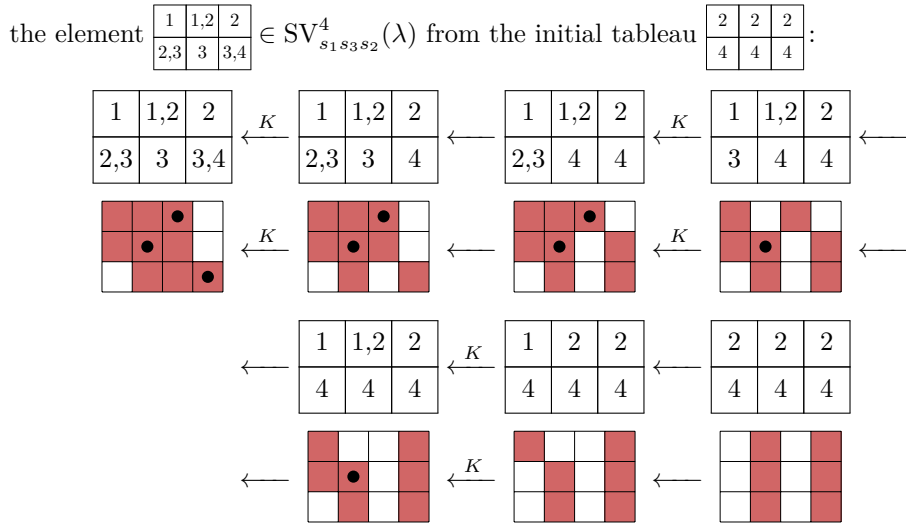 the element 1 1,2 2 2,3 3 3,4 ∈ SV⁴_{s₁s₃s₂}(λ) from the initial tableau 2 2 2 4 4 4 :
1 1,2 2 ←K 1 1,2 2 ← 1 1,2 2 ←K 1 1,2 2 ←
2,3 3 3,4 2,3 3 4 2,3 4 4 3 4 4
←K ← ←K ←
← 1 1,2 2 ←K 1 2 2 ← 2 2 2
4 4 4 4 4 4 4 4 4
← ←K ←